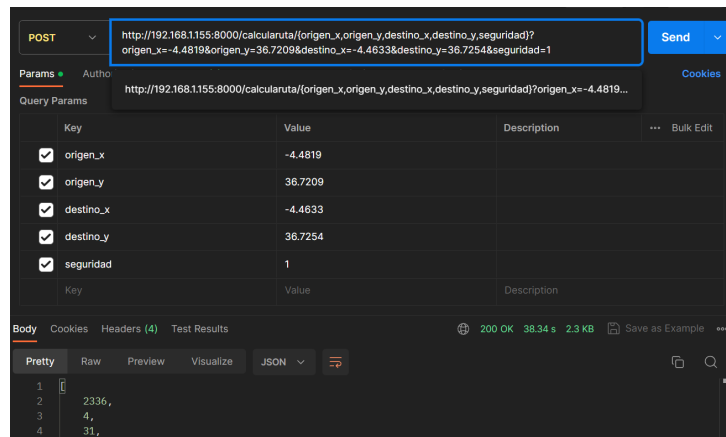 POST
http://192.168.1.155:8000/calcularuta/{origen_x,origen_y,destino_x,destino_y,seguridad}?
origen_x=-4.4819&origen_y=36.7209&destino_x=-4.4633&destino_y=36.7254&seguridad=1
Send
Params Autho Cookies
http://192.168.1.155:8000/calcularuta/{origen_x,origen_y,destino_x,destino_y,seguridad}?origen_x=-4.4819...
Query Params
Key Value Description ••• Bulk Edit
origen_x -4.4819
origen_y 36.7209
destino_x -4.4633
destino_y 36.7254
seguridad 1
Key Value Description
Body Cookies Headers (4) Test Results 200 OK 38.34 s 2.3 KB Save as Example •••
Pretty Raw Preview Visualize JSON
1 [
2 2336,
3 4,
4 31,